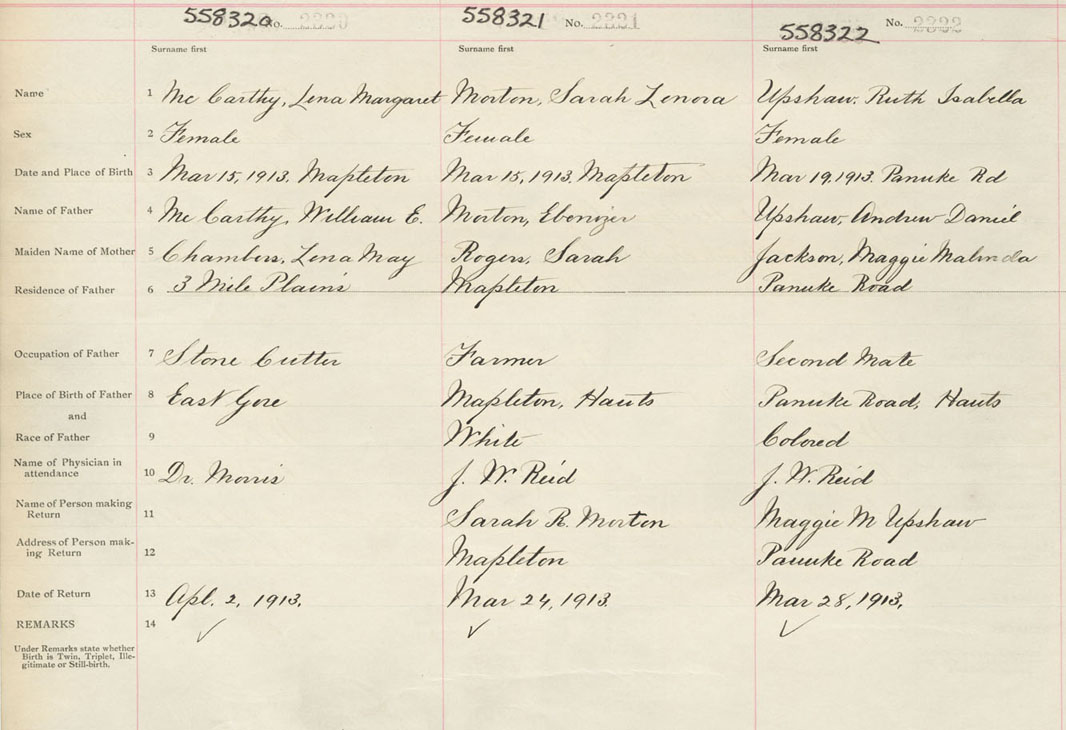 558320 No. 2320 558321 No. 2321 558322 No. 2322
Surname first Surname first Surname first
Name 1 Mc Carthy, Lena Margaret Morton, Sarah Lenora Upshaw, Ruth Isabella
Sex 2 Female Female Female
Date and Place of Birth 3 Mar 15, 1913. Mapleton Mar 15, 1913. Mapleton Mar 19, 1913. Panuke Rd
Name of Father 4 Mc Carthy, William E. Morton, Ebenezer Upshaw, Andrew Daniel
Maiden Name of Mother 5 Chambers, Lena May Rogers, Sarah Jackson, Maggie Malinda
Residence of Father 6 3 Mile Plains Mapleton Panuke Road
Occupation of Father 7 Stone Cutter Farmer Second Mate
Place of Birth of Father 8 East Gore Mapleton, Hants Panuke Road, Hants
and
Race of Father 9 White Colored
Name of Physician in
attendance 10 Dr. Morris J. W. Reid J. W. Reid
Name of Person making
Return 11 Sarah R. Morton Maggie M Upshaw
Address of Person mak-
ing Return 12 Mapleton Panuke Road
Date of Return 13 Apl. 2, 1913. Mar 24, 1913. Mar 28, 1913.
REMARKS 14 ✓ ✓ ✓
Under Remarks state whether
Birth is Twin, Triplet, Ille-
gitimate or Still-birth.